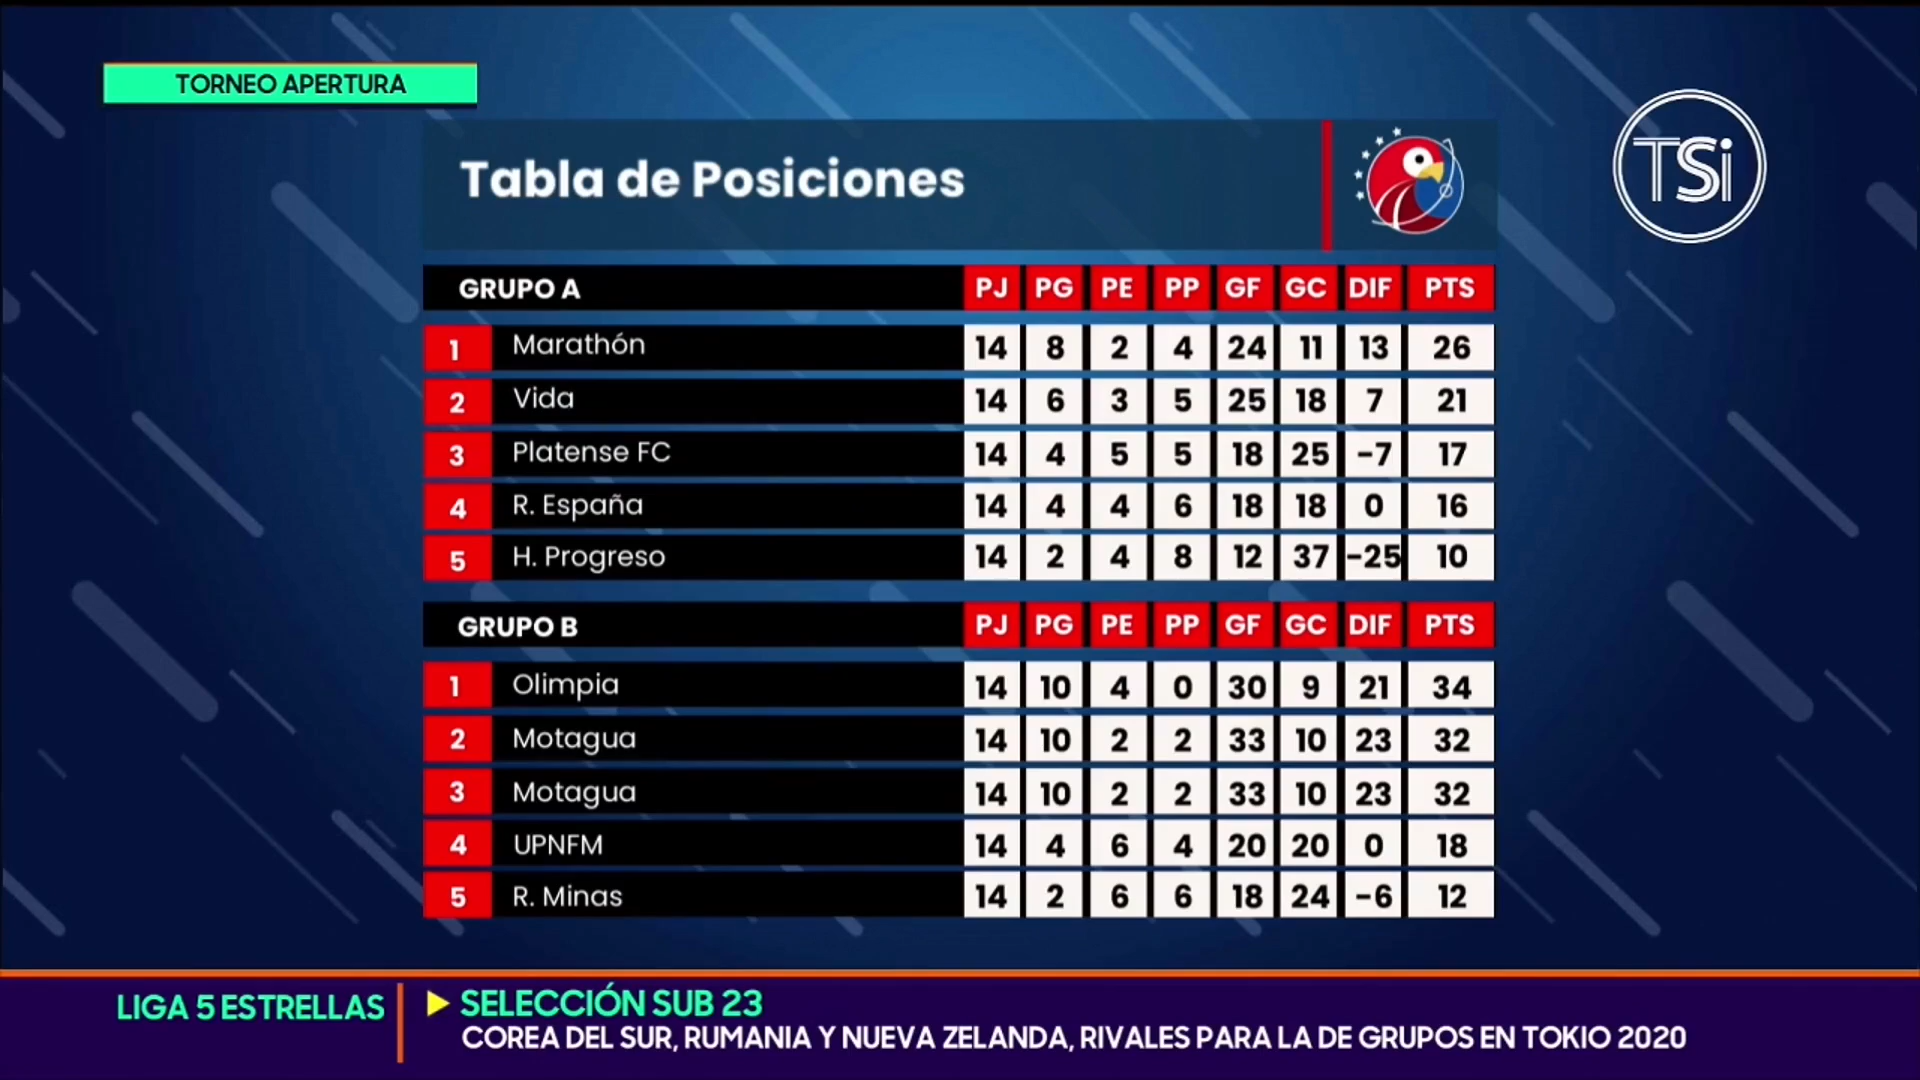 TORNEO APERTURA
TSi
Tabla de Posiciones
GRUPO A PJ PG PE PP GF GC DIF PTS
1 Marathón 14 8 2 4 24 11 13 26
2 Vida 14 6 3 5 25 18 7 21
3 Platense FC 14 4 5 5 18 25 -7 17
4 R. España 14 4 4 6 18 18 0 16
5 H. Progreso 14 2 4 8 12 37 -25 10
GRUPO B PJ PG PE PP GF GC DIF PTS
1 Olimpia 14 10 4 0 30 9 21 34
2 Motagua 14 10 2 2 33 10 23 32
3 Motagua 14 10 2 2 33 10 23 32
4 UPNFM 14 4 6 4 20 20 0 18
5 R. Minas 14 2 6 6 18 24 -6 12
LIGA 5 ESTRELLAS
SELECCIÓN SUB 23
COREA DEL SUR, RUMANIA Y NUEVA ZELANDA, RIVALES PARA LA DE GRUPOS EN TOKIO 2020